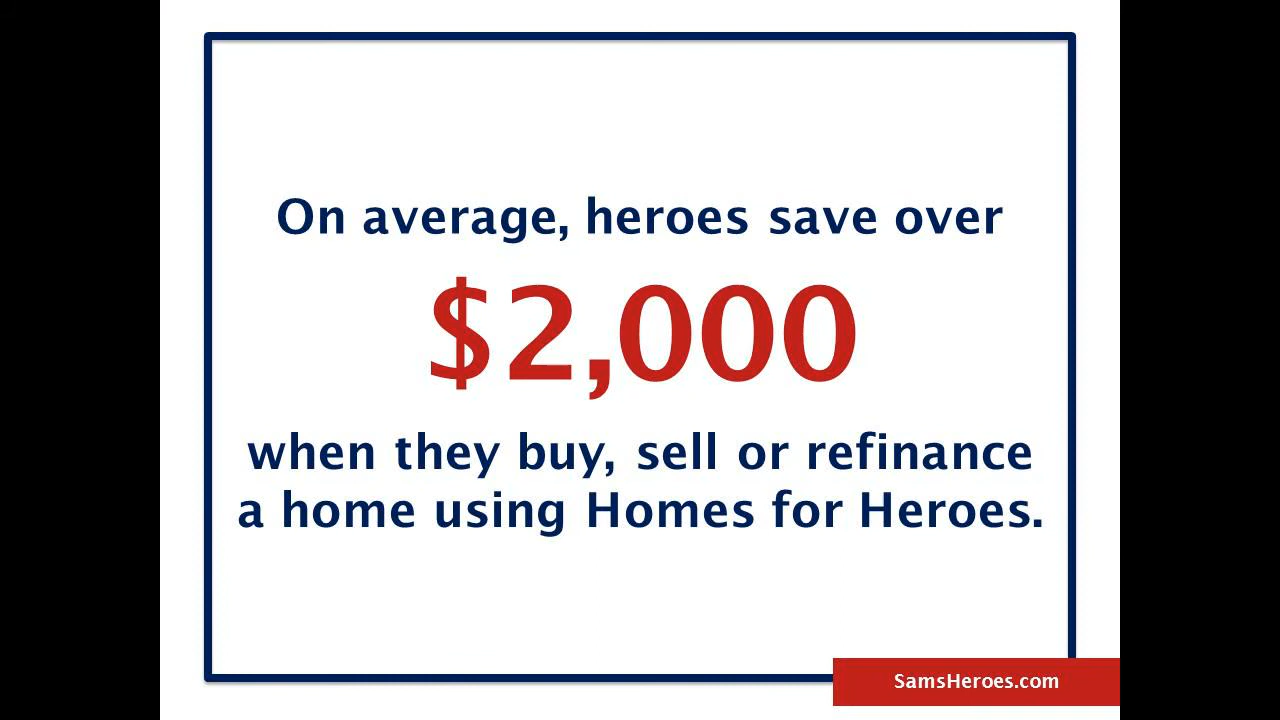 On average, heroes save over
$2,000
when they buy, sell or refinance
a home using Homes for Heroes.
SamsHeroes.com